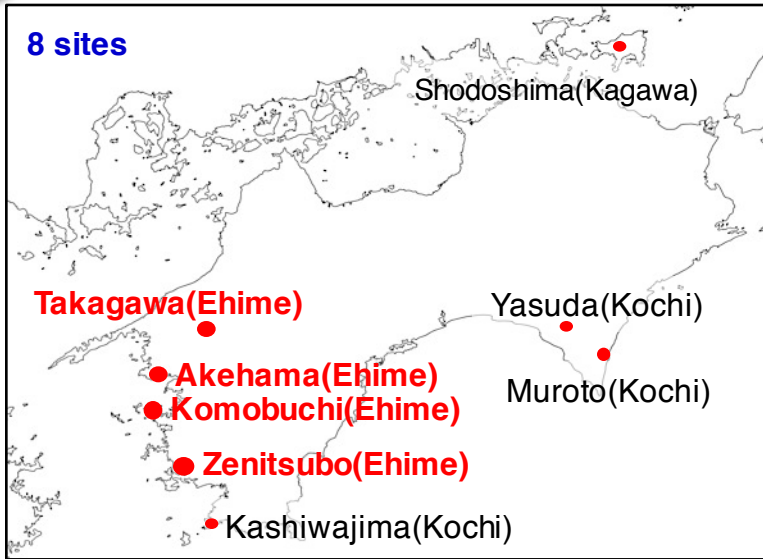 8 sites
Shodoshima(Kagawa)
Takagawa(Ehime)
Yasuda(Kochi)
Akehama(Ehime)
Muroto(Kochi)
Komobuchi(Ehime)
Zenitsubo(Ehime)
Kashiwajima(Kochi)